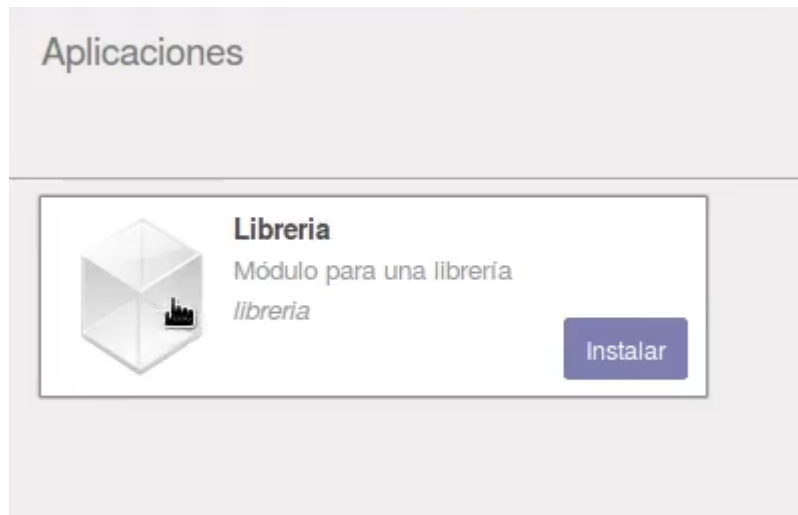 Aplicaciones
Libreria
Módulo para una librería
libreria
Instalar